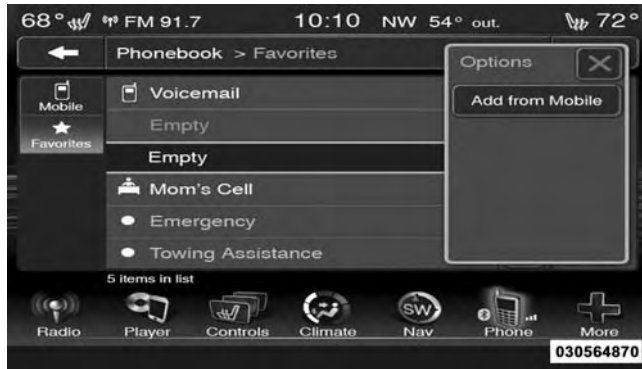 68° FM 91.7 10:10 NW 54° out. 72°
Phonebook > Favorites
Options
Add from Mobile
Mobile
Favorites
Voicemail
Empty
Empty
Mom's Cell
Emergency
Towing Assistance
5 items in list
SW
Radio Player Controls Climate Nav Phone More
030564870